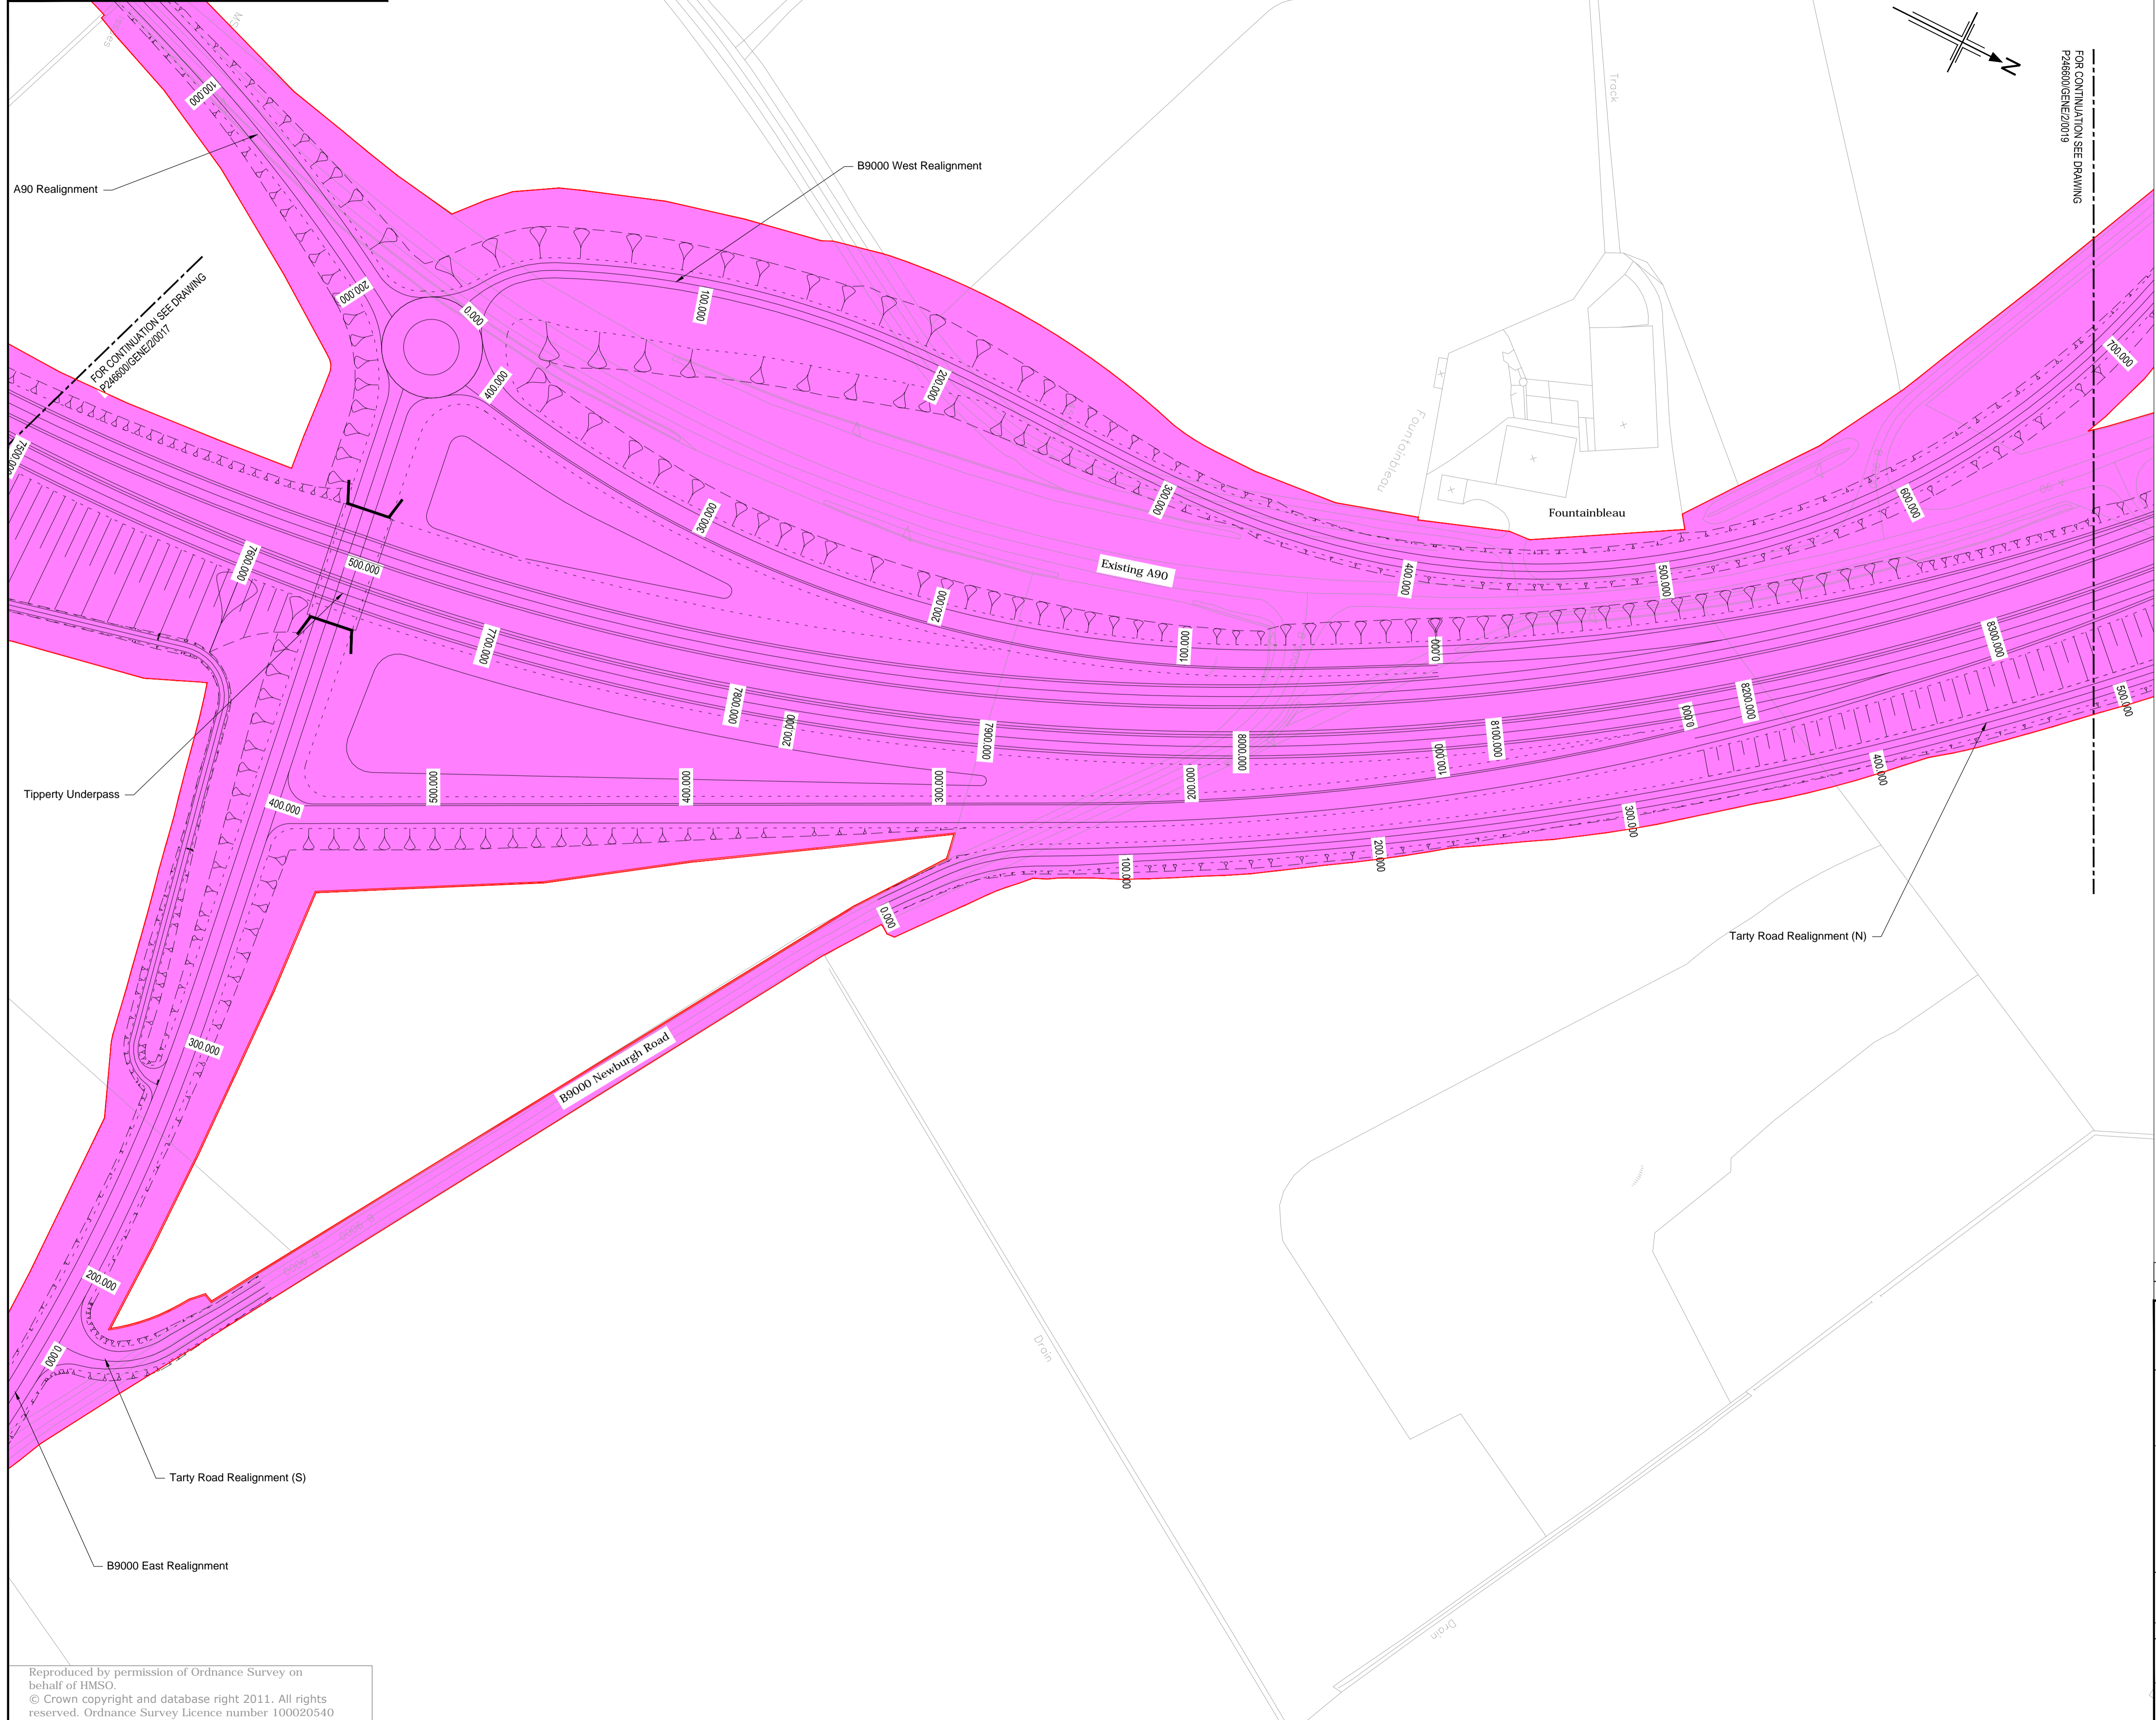 N
FOR CONTINUATION SEE DRAWING
P246600/GENE/2/0019
Track
100.000
A90 Realignment
B9000 West Realignment
FOR CONTINUATION SEE DRAWING
P246600/GENE/2/0017
200.000
0.000
100.000
400.000
200.000
700.000
Fountainbleau
Fountainbleau
300.000
300.000
600.000
7500.000
7600.000
500.000
Existing A90
400.000
500.000
200.000
100.000
0.000
8300.000
7700.000
7800.000
200.000
7900.000
8000.000
100.000
8100.000
0.000
8200.000
500.000
Tipperty Underpass
400.000
500.000
400.000
300.000
200.000
300.000
400.000
100.000
200.000
0.000
Tarty Road Realignment (N)
300.000
B9000 Newburgh Road
B 9000
B 9000
200.000
0.000
Drain
Tarty Road Realignment (S)
B9000 East Realignment
Drain
Reproduced by permission of Ordnance Survey on
behalf of HMSO.
© Crown copyright and database right 2011. All rights
reserved. Ordnance Survey Licence number 100020540